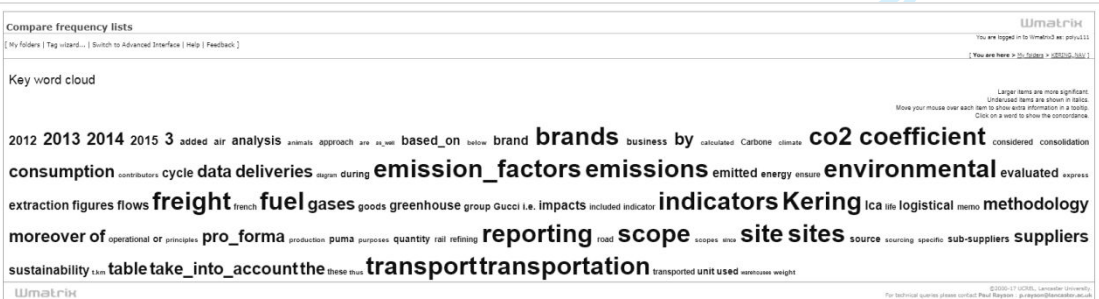 Compare frequency lists
Wmatrix
You are logged in to Wmatrix3 as: polyu111
[ My folders | Tag wizard... | Switch to Advanced Interface | Help | Feedback ]
[ You are here > My folders > KERING_NAV ]
Key word cloud
Larger items are more significant.
Underused items are shown in italics.
Move your mouse over each item to show extra information in a tooltip.
Click on a word to show the concordance.
2012 2013 2014 2015 3 added air analysis animals approach are as_well based_on below brand brands business by calculated Carbone climate co2 coefficient considered consolidation
consumption contributors cycle data deliveries diagram during emission_factors emissions emitted energy ensure environmental evaluated express
extraction figures flows freight french fuel gases goods greenhouse group Gucci i.e. impacts included indicator indicators Kering lca life logistical memo methodology
moreover of operational or principles pro_forma production puma purposes quantity rail refining reporting road scope scopes since site sites source sourcing specific sub-suppliers suppliers
sustainability t.km table take_into_account the these thus transport transportation transported unit used warehouses weight
Wmatrix
©2000-17 UCREL, Lancaster University.
For technical queries please contact Paul Rayson : p.rayson@lancaster.ac.uk